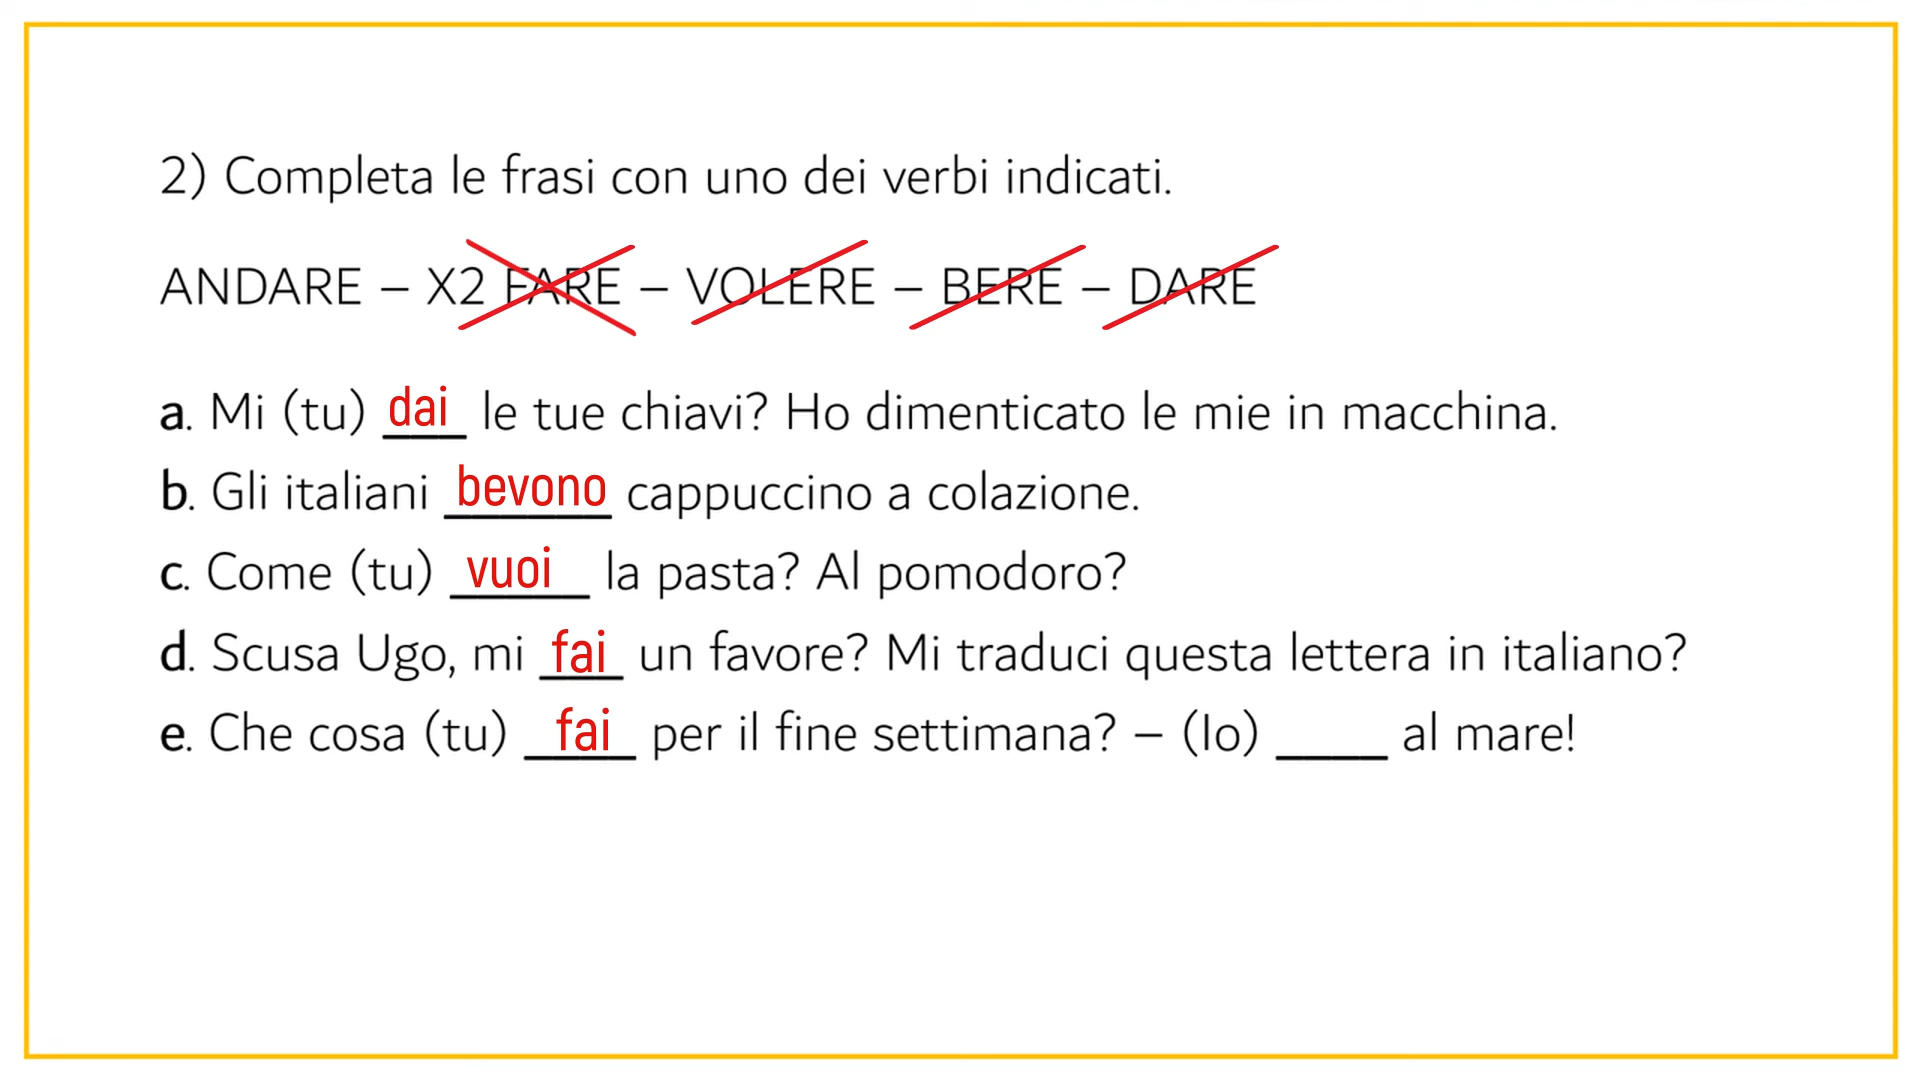 2) Completa le frasi con uno dei verbi indicati.
ANDARE – X2 FARE – VOLERE – BERE – DARE
a. Mi (tu) dai le tue chiavi? Ho dimenticato le mie in macchina.
b. Gli italiani bevono cappuccino a colazione.
c. Come (tu) vuoi la pasta? Al pomodoro?
d. Scusa Ugo, mi fai un favore? Mi traduci questa lettera in italiano?
e. Che cosa (tu) fai per il fine settimana? – (Io) ____ al mare!